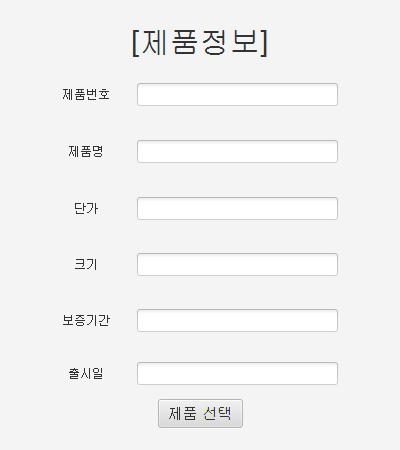 [제품정보]
제품번호
제품명
단가
크기
보증기간
출시일
제품 선택